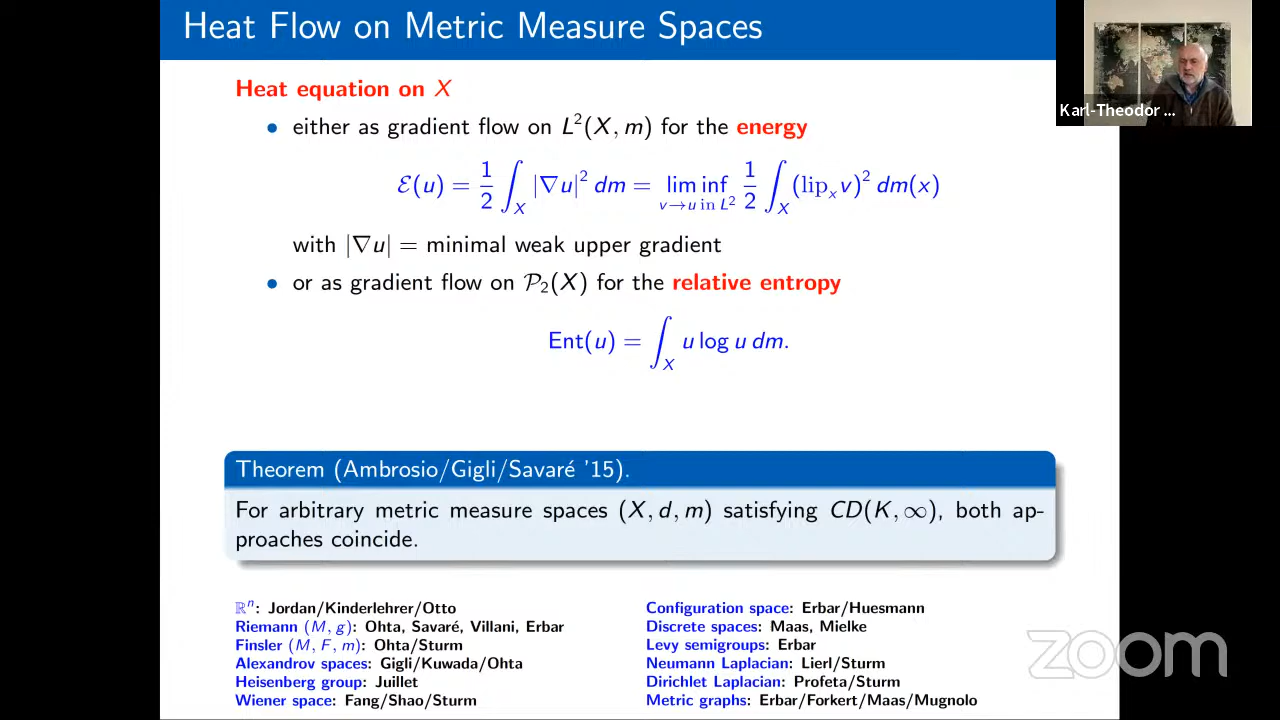 Heat Flow on Metric Measure Spaces
Karl-Theodor ...
Heat equation on X
• either as gradient flow on L²(X, m) for the energy
ℰ(u) = 1/2 ∫_X |∇u|² dm = lim inf_{v→u in L²} 1/2 ∫_X (lip_x v)² dm(x)
with |∇u| = minimal weak upper gradient
• or as gradient flow on 𝒫₂(X) for the relative entropy
Ent(u) = ∫_X u log u dm.
Theorem (Ambrosio/Gigli/Savaré '15).
For arbitrary metric measure spaces (X, d, m) satisfying CD(K, ∞), both ap-
proaches coincide.
ℝⁿ: Jordan/Kinderlehrer/Otto
Riemann (M, g): Ohta, Savaré, Villani, Erbar
Finsler (M, F, m): Ohta/Sturm
Alexandrov spaces: Gigli/Kuwada/Ohta
Heisenberg group: Juillet
Wiener space: Fang/Shao/Sturm
Configuration space: Erbar/Huesmann
Discrete spaces: Maas, Mielke
Levy semigroups: Erbar
Neumann Laplacian: Lierl/Sturm
Dirichlet Laplacian: Profeta/Sturm
Metric graphs: Erbar/Forkert/Maas/Mugnolo
zoom